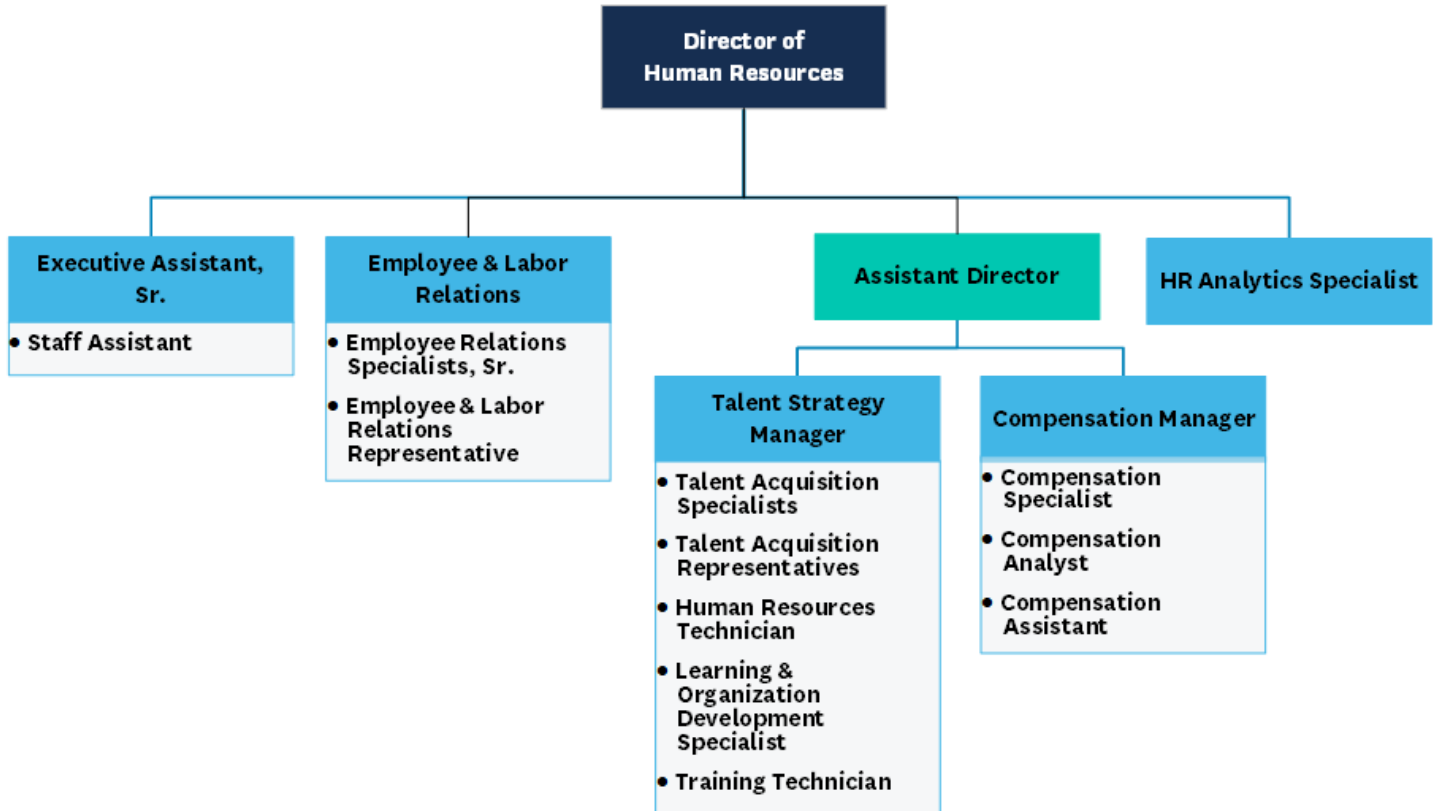 Director of
Human Resources
Executive Assistant,
Sr.
• Staff Assistant
Employee & Labor
Relations
• Employee Relations
Specialists, Sr.
• Employee & Labor
Relations
Representative
Assistant Director
HR Analytics Specialist
Talent Strategy
Manager
• Talent Acquisition
Specialists
• Talent Acquisition
Representatives
• Human Resources
Technician
• Learning &
Organization
Development
Specialist
• Training Technician
Compensation Manager
• Compensation
Specialist
• Compensation
Analyst
• Compensation
Assistant